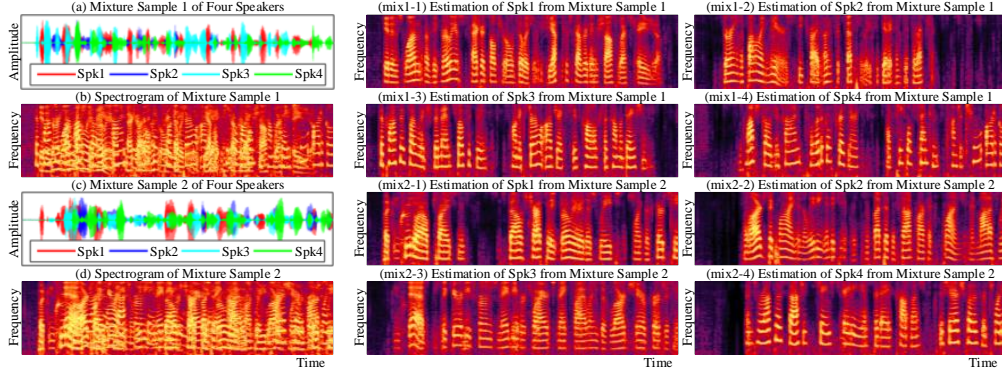 (a) Mixture Sample 1 of Four Speakers
(mix1-1) Estimation of Spk1 from Mixture Sample 1
(mix1-2) Estimation of Spk2 from Mixture Sample 1
Amplitude
Spk1 Spk2 Spk3 Spk4
Frequency
Frequency
(b) Spectrogram of Mixture Sample 1
(mix1-3) Estimation of Spk3 from Mixture Sample 1
(mix1-4) Estimation of Spk4 from Mixture Sample 1
Frequency
Frequency
Frequency
(c) Mixture Sample 2 of Four Speakers
(mix2-1) Estimation of Spk1 from Mixture Sample 2
(mix2-2) Estimation of Spk2 from Mixture Sample 2
Amplitude
Spk1 Spk2 Spk3 Spk4
Frequency
Frequency
(d) Spectrogram of Mixture Sample 2
(mix2-3) Estimation of Spk3 from Mixture Sample 2
(mix2-4) Estimation of Spk4 from Mixture Sample 2
Frequency
Frequency
Frequency
Time
Time
Time